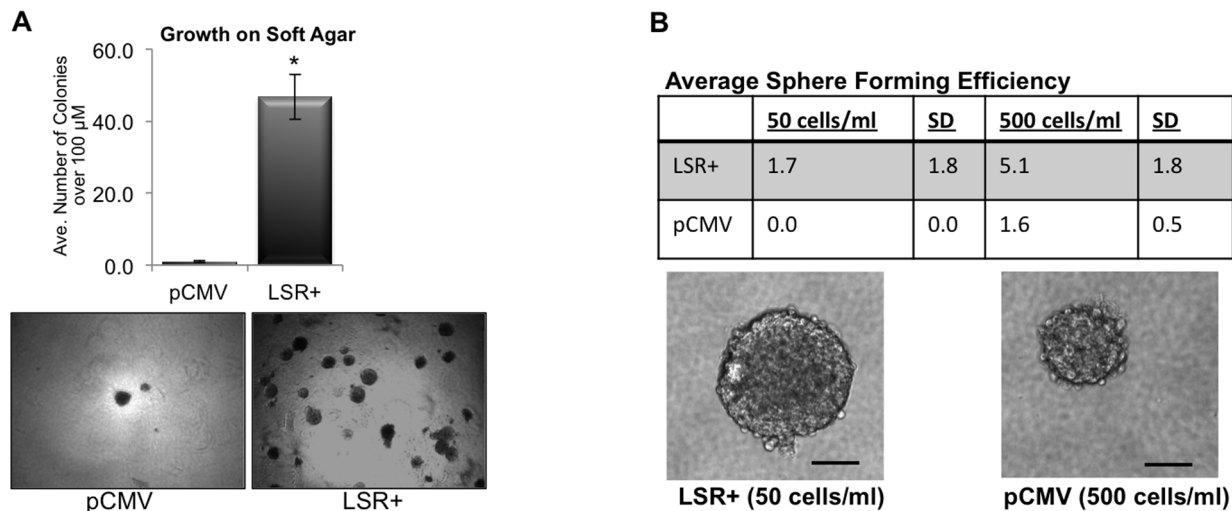 A
Growth on Soft Agar
Ave. Number of Colonies
over 100 μM
60.0
40.0
20.0
0.0
*
pCMV
LSR+
pCMV
LSR+
B
Average Sphere Forming Efficiency
50 cells/ml SD 500 cells/ml SD
LSR+ 1.7 1.8 5.1 1.8
pCMV 0.0 0.0 1.6 0.5
LSR+ (50 cells/ml)
pCMV (500 cells/ml)